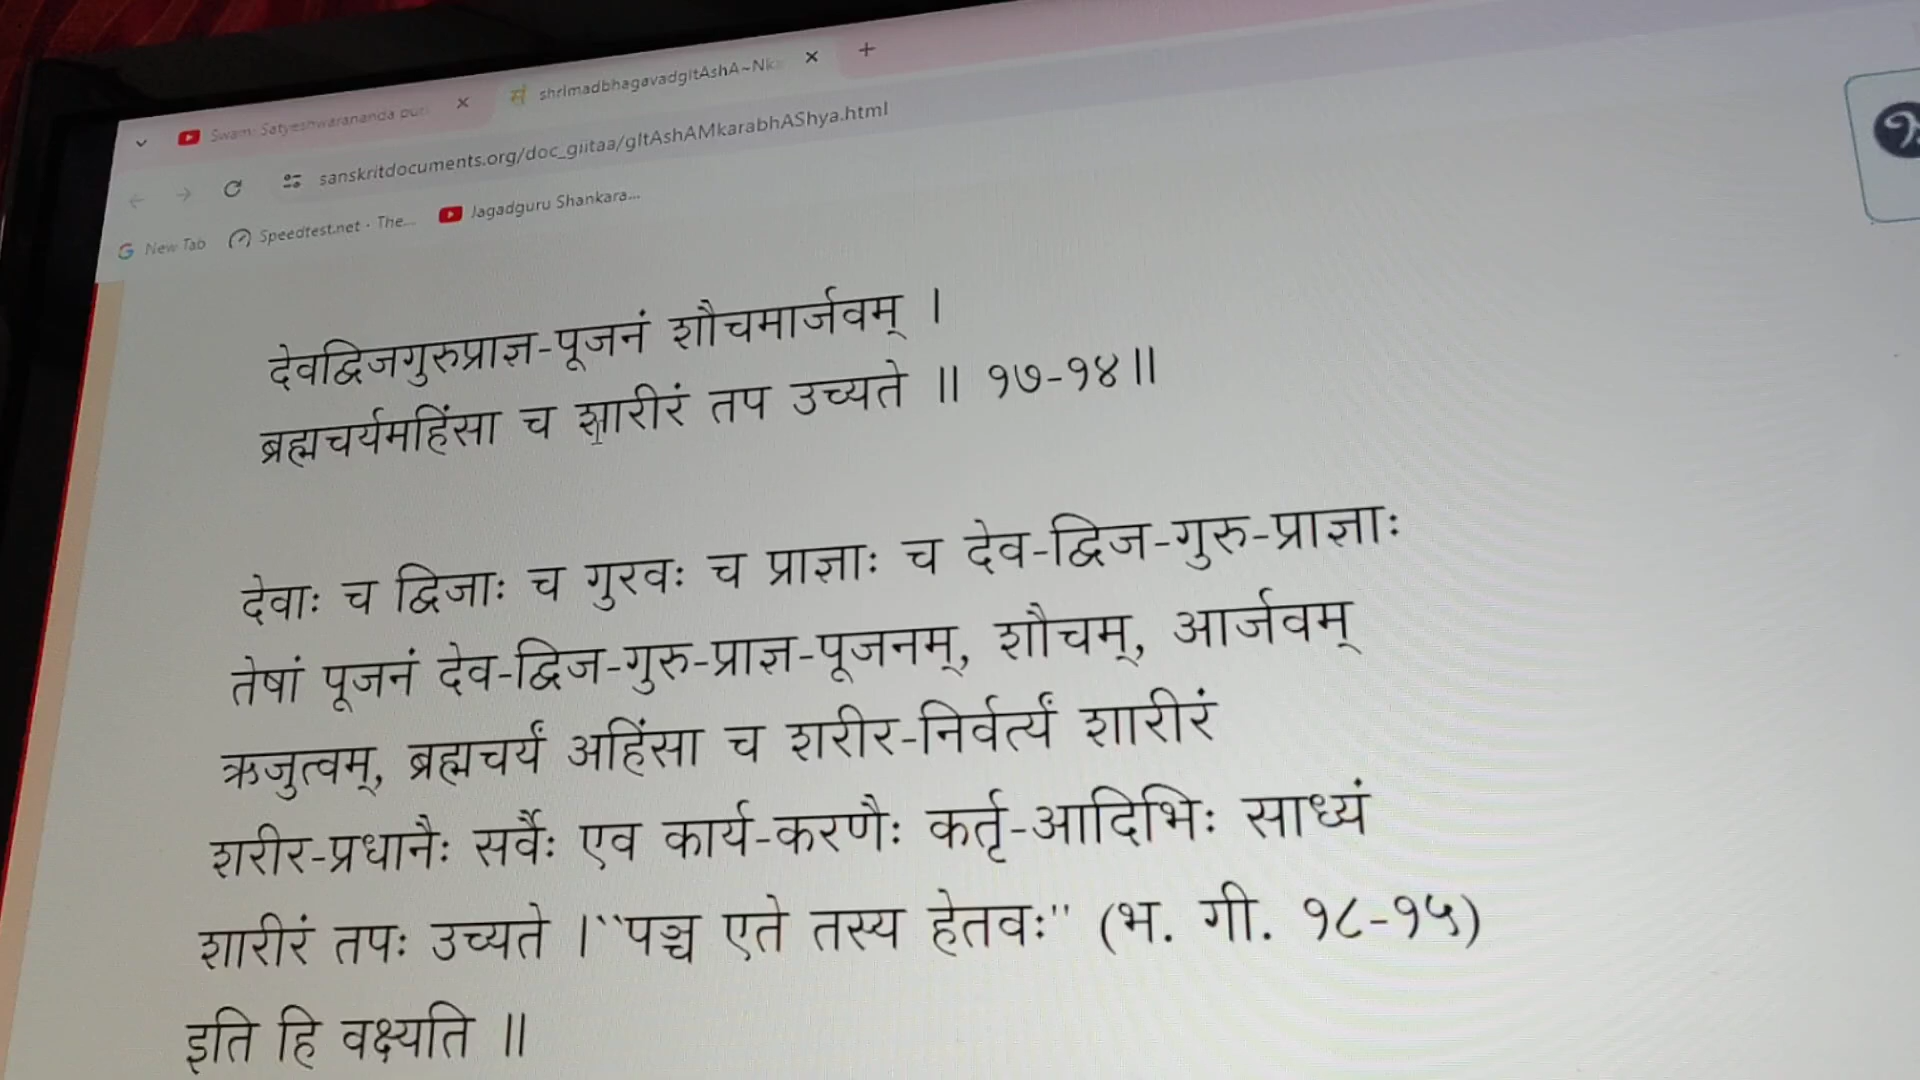 Swami Satyeshwarananda puri
shrImadbhagavadgItAshA~Nk
sanskritdocuments.org/doc_giitaa/gItAshAMkarabhAShya.html
New Tab Speedtest.net - The... Jagadguru Shankara...
देवद्विजगुरुप्राज्ञ-पूजनं शौचमार्जवम् ।
ब्रह्मचर्यमहिंसा च शारीरं तप उच्यते ॥ १७-१४॥
देवाः च द्विजाः च गुरवः च प्राज्ञाः च देव-द्विज-गुरु-प्राज्ञाः
तेषां पूजनं देव-द्विज-गुरु-प्राज्ञ-पूजनम्, शौचम्, आर्जवम्
ऋजुत्वम्, ब्रह्मचर्यं अहिंसा च शरीर-निर्वर्त्यं शारीरं
शरीर-प्रधानैः सर्वैः एव कार्य-करणैः कर्तृ-आदिभिः साध्यं
शारीरं तपः उच्यते ।``पञ्च एते तस्य हेतवः'' (भ. गी. १८-१५)
इति हि वक्ष्यति ॥